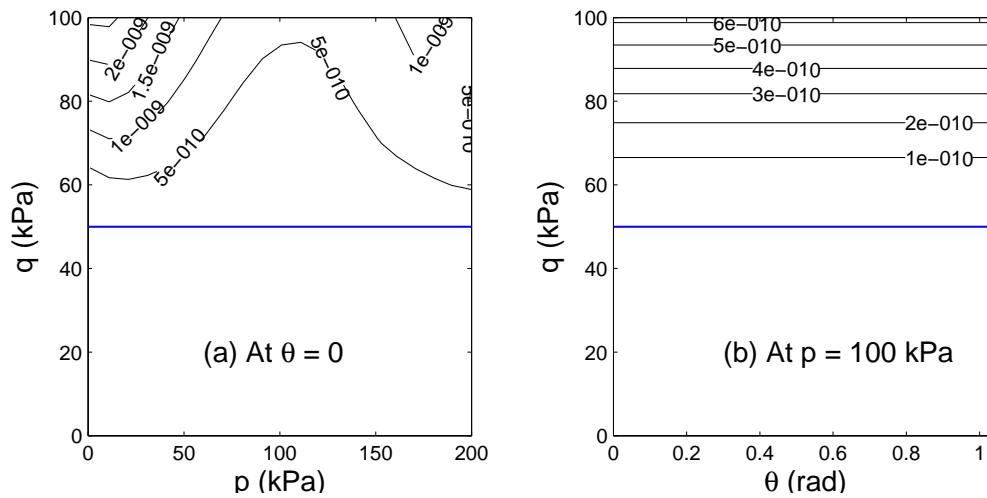 100
80
60
40
20
0
q (kPa)
2e−009
1.5e−009
1e−009
5e−010
5e−010
1e−009
5e−010
(a) At θ = 0
0 50 100 150 200
p (kPa)
100
80
60
40
20
0
q (kPa)
6e−010
5e−010
4e−010
3e−010
2e−010
1e−010
(b) At p = 100 kPa
0 0.2 0.4 0.6 0.8 1
θ (rad)